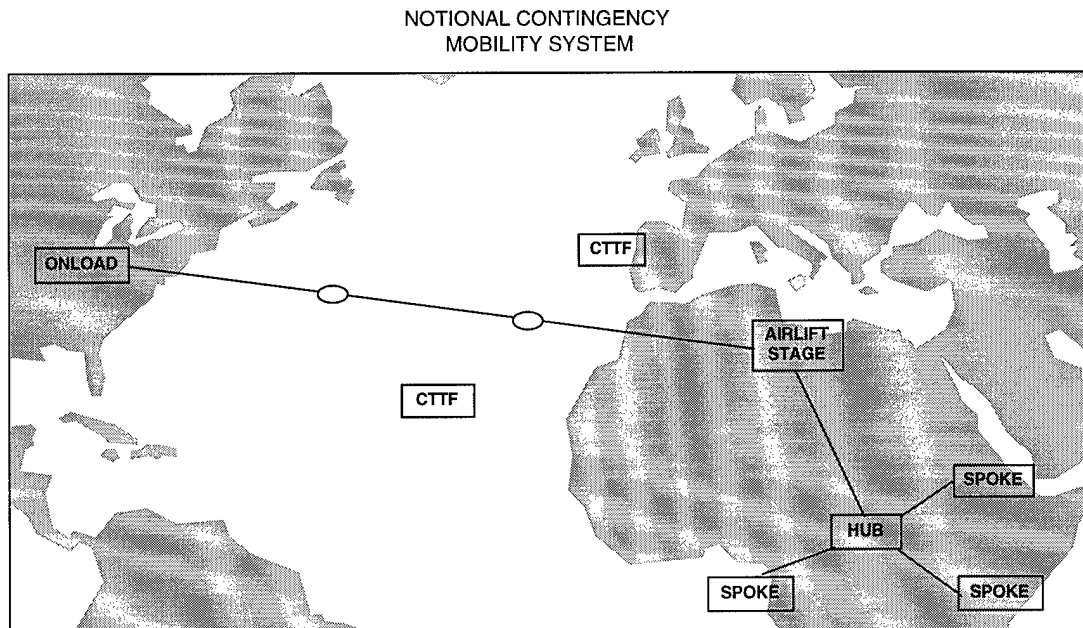 NOTIONAL CONTINGENCY
MOBILITY SYSTEM
CTTF
ONLOAD
AIRLIFT
STAGE
CTTF
SPOKE
HUB
SPOKE
SPOKE